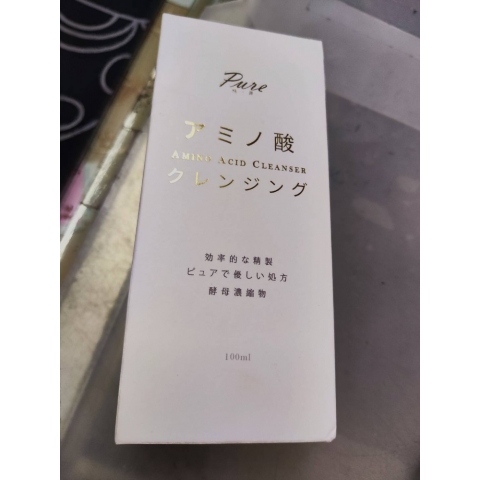 Pure
アミノ酸
AMINO ACID CLEANSER
クレンジング
効率的な精製
ピュアで優しい処方
酵母濃縮物
100ml